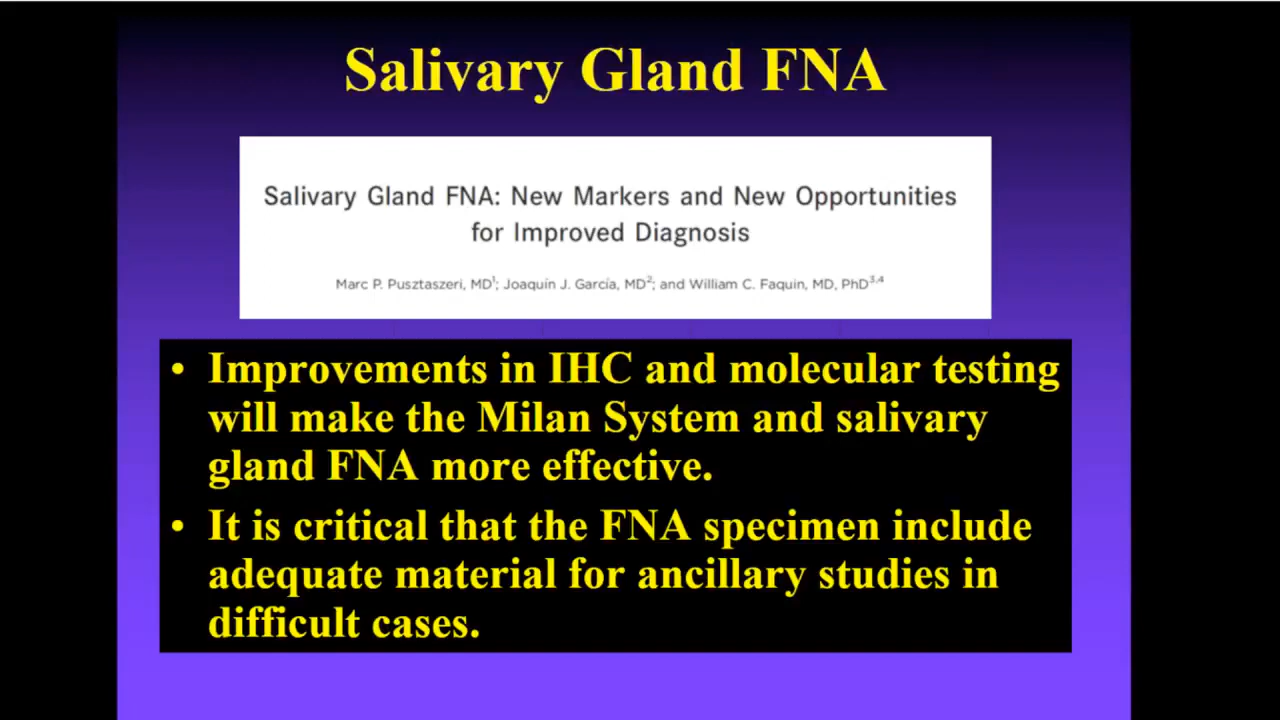 Salivary Gland FNA
Salivary Gland FNA: New Markers and New Opportunities
for Improved Diagnosis
Marc P. Pusztaszeri, MD1; Joaquín J. García, MD2; and William C. Faquin, MD, PhD3,4
• Improvements in IHC and molecular testing
will make the Milan System and salivary
gland FNA more effective.
• It is critical that the FNA specimen include
adequate material for ancillary studies in
difficult cases.